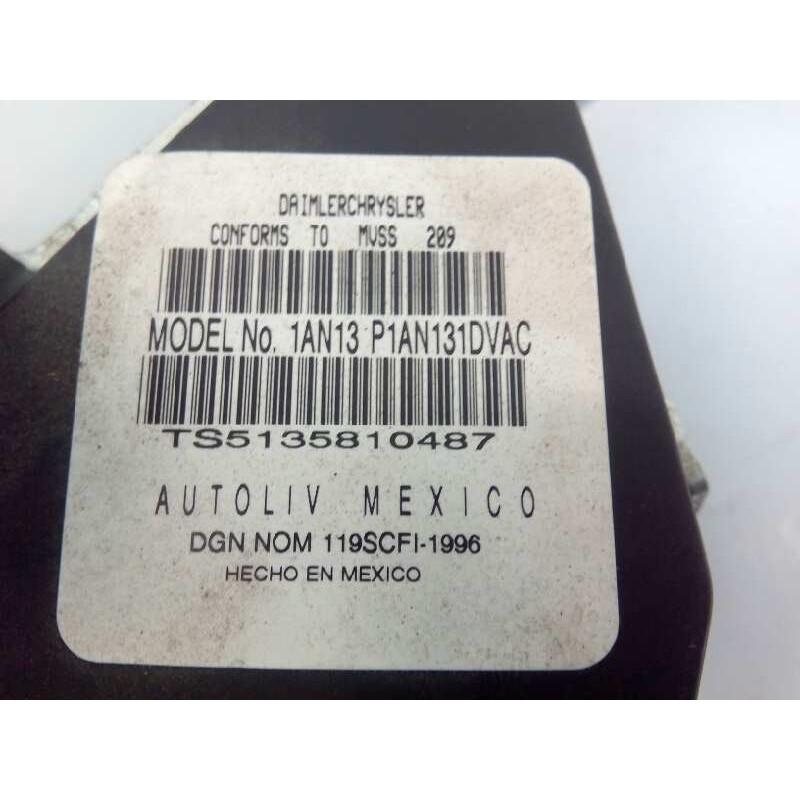 DAIMLERCHRYSLER
CONFORMS TO MVSS 209
MODEL No. 1AN13 P1AN131DVAC
TS5135810487
AUTOLIV MEXICO
DGN NOM 119SCFI-1996
HECHO EN MEXICO